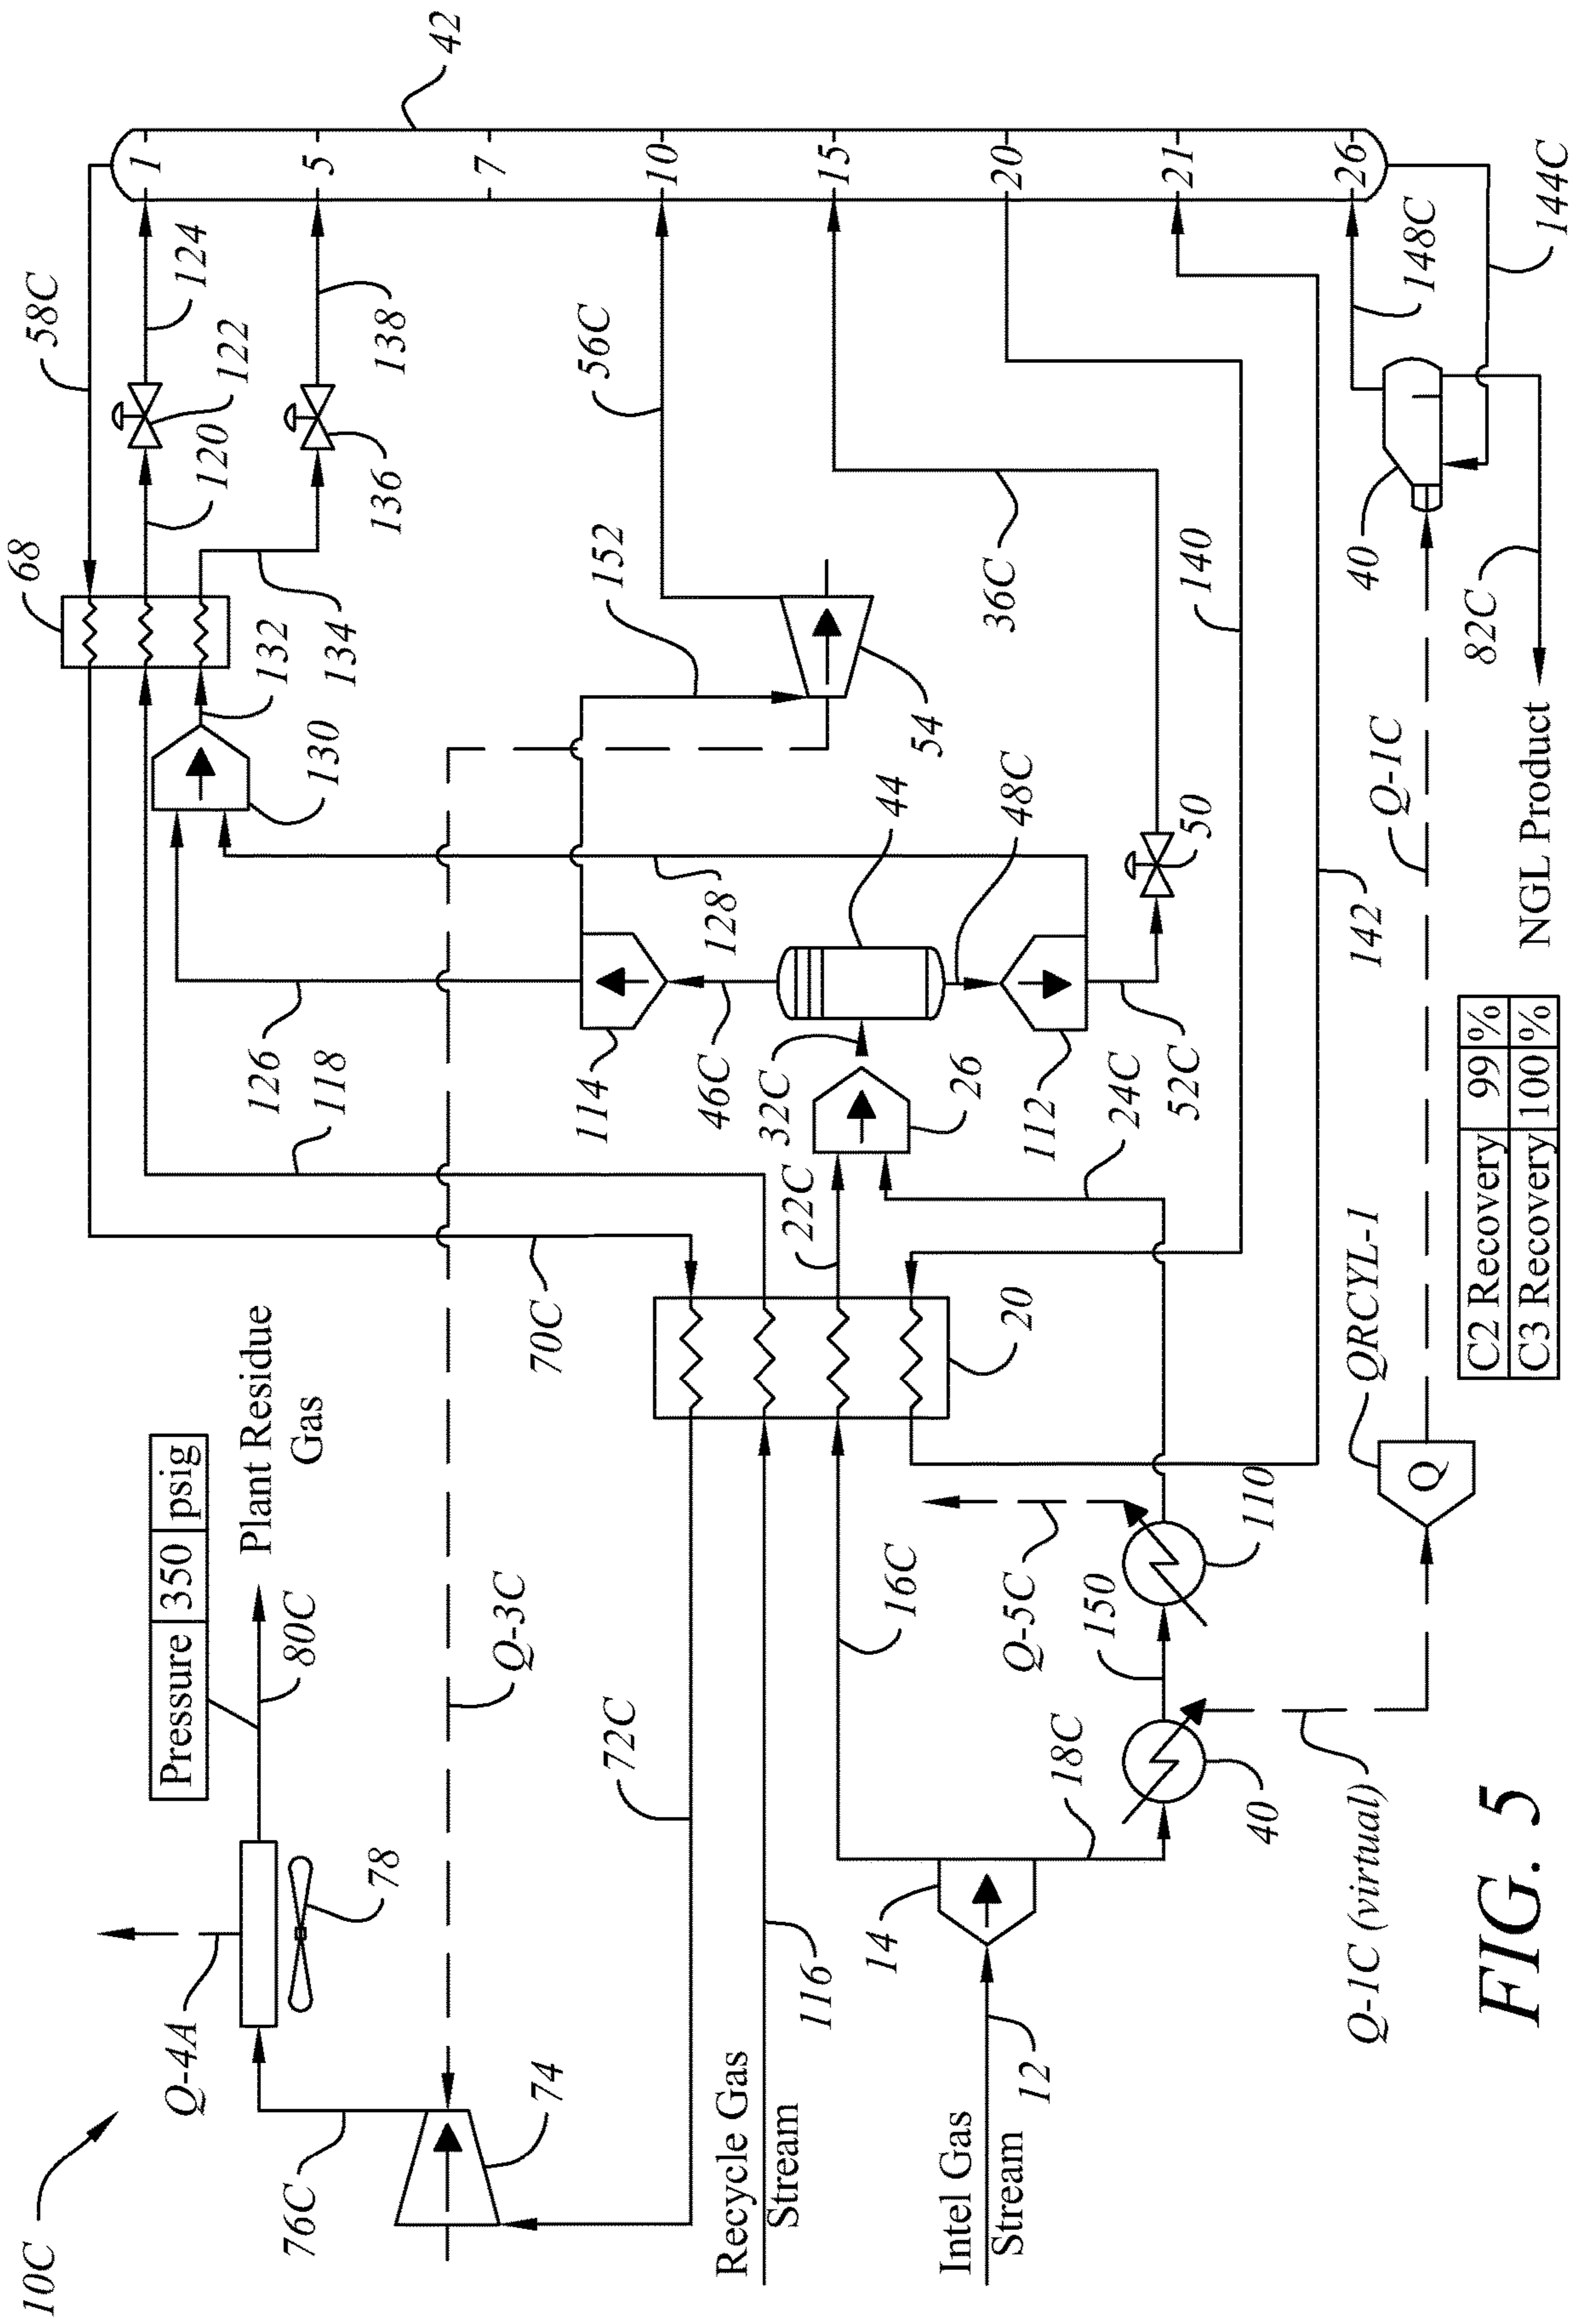 10C
Q-4A
Pressure 350 psig
Plant Residue
Gas
80C
78
76C
74
Q-3C
72C
70C
58C
68
42
120
122
124
1
5
7
10
15
20
21
26
132
134
130
136
138
126
118
128
152
56C
54
114
46C
44
48C
36C
32C
26
22C
112
24C
52C
50
140
Recycle Gas
Stream
116
16C
20
Intel Gas
Stream
12
14
18C
40
150
Q-5C
110
142
Q-1C (virtual)
QRCYL-1
Q
Q-1C
40
148C
144C
82C
NGL Product
C2 Recovery 99 %
C3 Recovery 100 %
FIG. 5